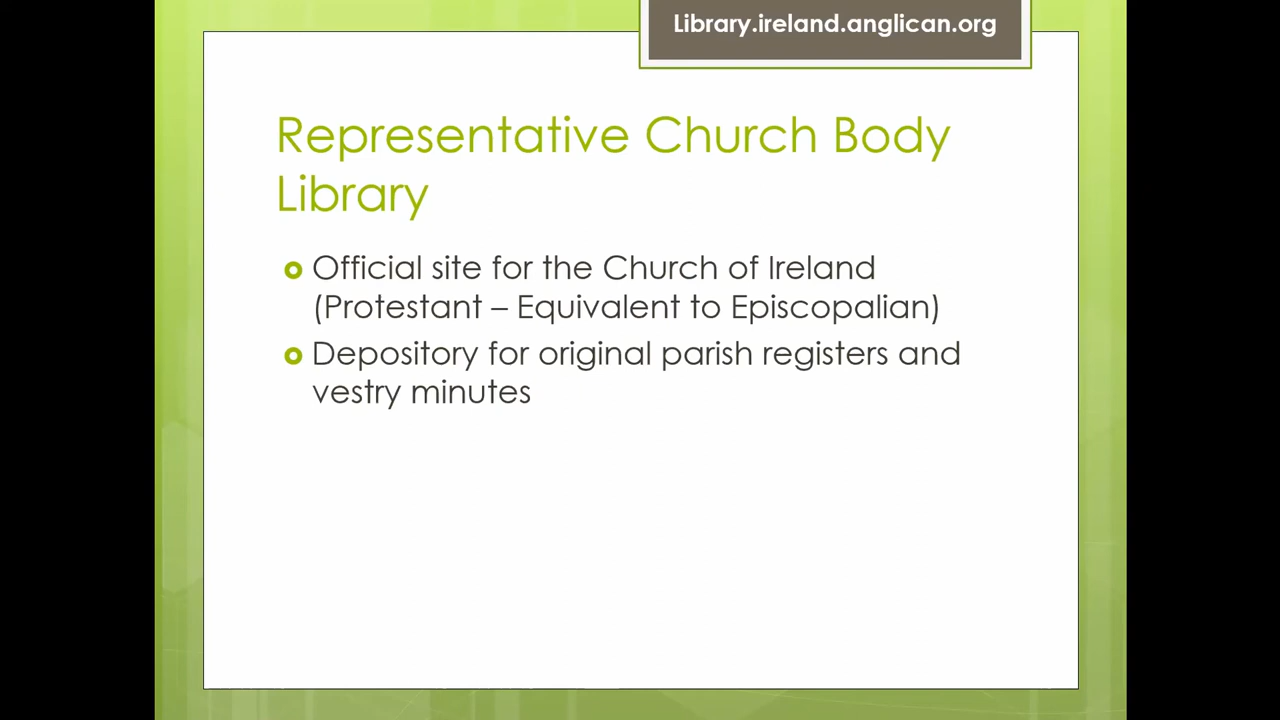 Library.ireland.anglican.org
Representative Church Body
Library
Official site for the Church of Ireland
(Protestant – Equivalent to Episcopalian)
Depository for original parish registers and
vestry minutes